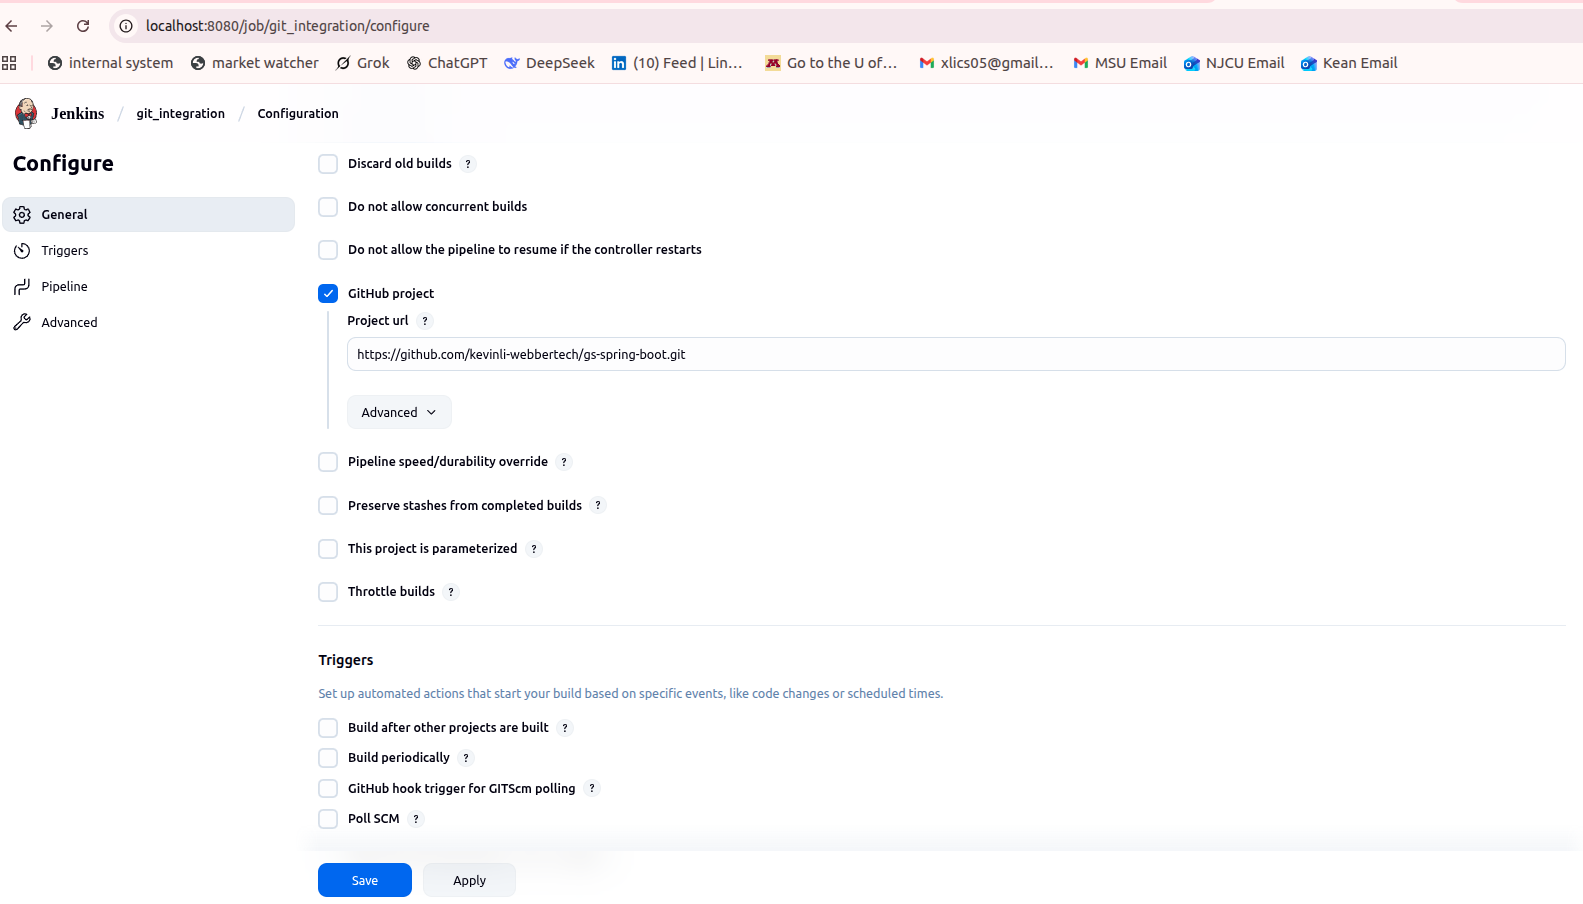 localhost:8080/job/git_integration/configure
internal system
market watcher
Grok
ChatGPT
DeepSeek
(10) Feed | Lin...
Go to the U of...
xlics05@gmail...
MSU Email
NJCU Email
Kean Email
Jenkins / git_integration / Configuration
Configure
General
Triggers
Pipeline
Advanced
Discard old builds ?
Do not allow concurrent builds
Do not allow the pipeline to resume if the controller restarts
GitHub project
Project url ?
https://github.com/kevinli-webbertech/gs-spring-boot.git
Advanced
Pipeline speed/durability override ?
Preserve stashes from completed builds ?
This project is parameterized ?
Throttle builds ?
Triggers
Set up automated actions that start your build based on specific events, like code changes or scheduled times.
Build after other projects are built ?
Build periodically ?
GitHub hook trigger for GITScm polling ?
Poll SCM ?
Save
Apply